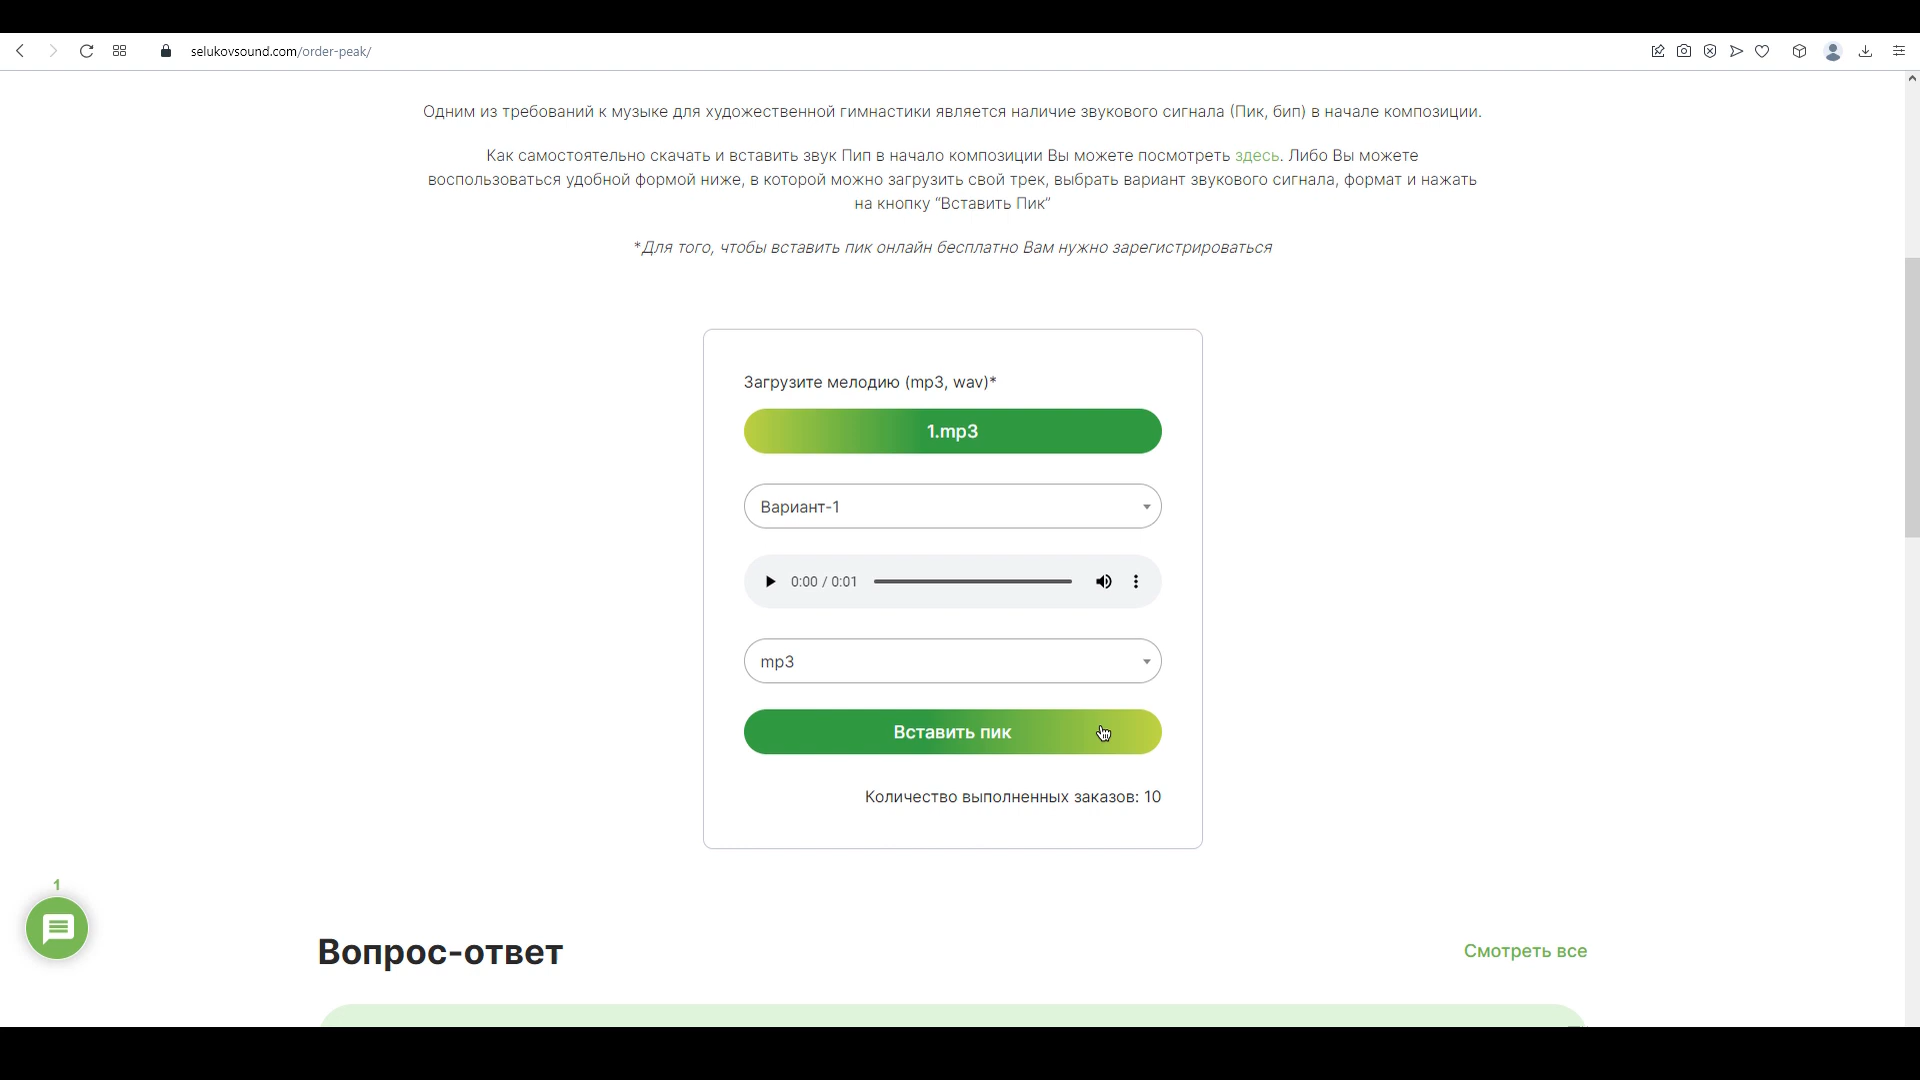 selukovsound.com/order-peak/
Одним из требований к музыке для художественной гимнастики является наличие звукового сигнала (Пик, бип) в начале композиции.
Как самостоятельно скачать и вставить звук Пип в начало композиции Вы можете посмотреть здесь. Либо Вы можете
воспользоваться удобной формой ниже, в которой можно загрузить свой трек, выбрать вариант звукового сигнала, формат и нажать
на кнопку “Вставить Пик”
*Для того, чтобы вставить пик онлайн бесплатно Вам нужно зарегистрироваться
Загрузите мелодию (mp3, wav)*
1.mp3
Вариант-1
0:00 / 0:01
mp3
Вставить пик
Количество выполненных заказов: 10
1
Вопрос-ответ
Смотреть все